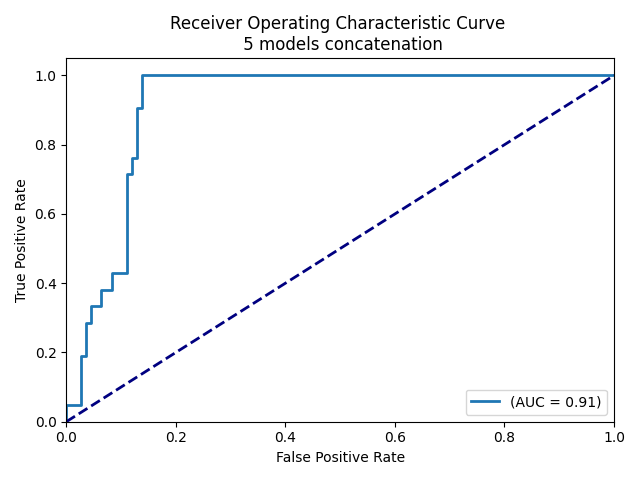 Receiver Operating Characteristic Curve
5 models concatenation
True Positive Rate
1.0
0.8
0.6
0.4
0.2
0.0
(AUC = 0.91)
0.0 0.2 0.4 0.6 0.8 1.0
False Positive Rate